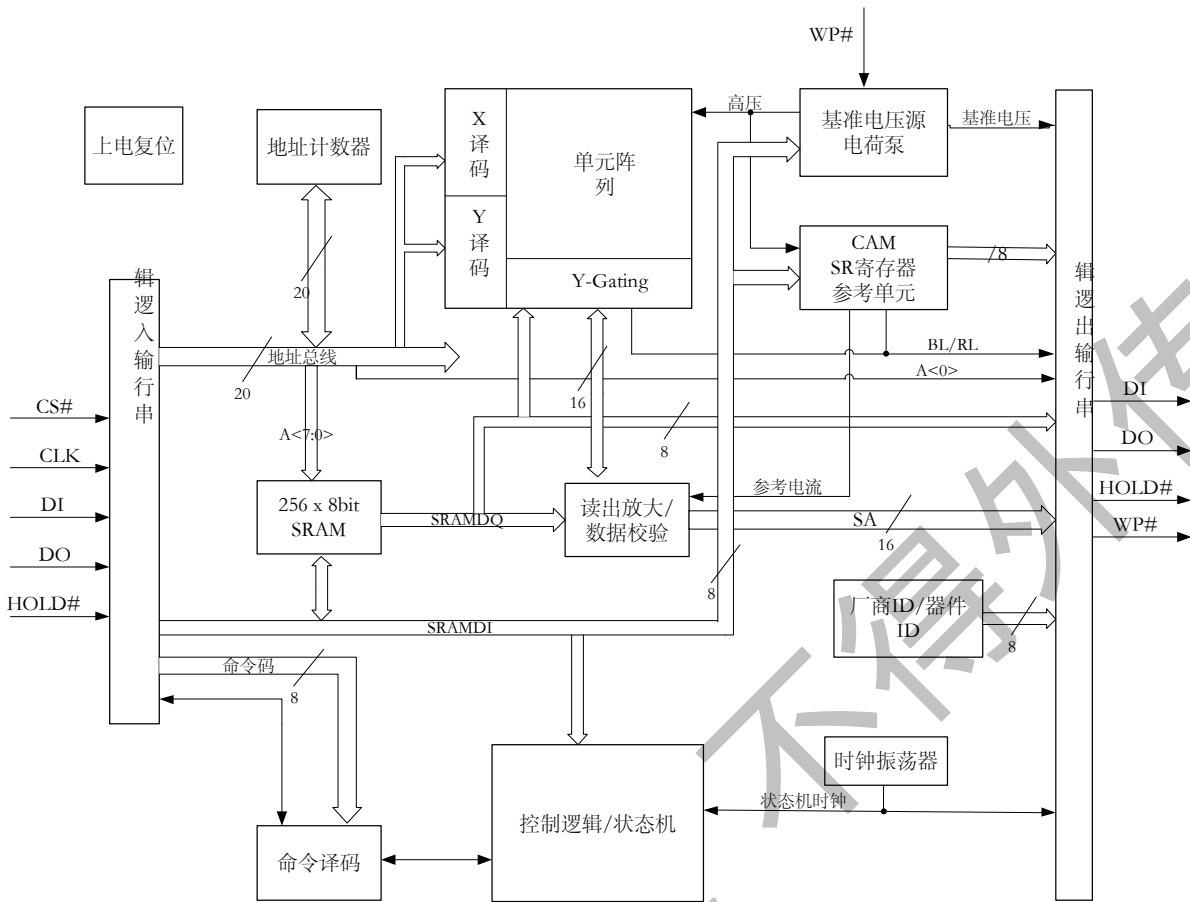 WP#
上电复位
地址计数器
X
译
码
Y
译
码
单元阵
列
Y-Gating
高压
基准电压源
电荷泵
基准电压
CAM
SR寄存器
参考单元
/8
20
辑
逻
入
输
行
串
地址总线
20
16
BL/RL
A<0>
辑
逻
出
输
行
串
CS#
CLK
DI
DO
HOLD#
A<7:0>
8
DI
DO
HOLD#
WP#
256 x 8bit
SRAM
SRAMDQ
读出放大/
数据校验
参考电流
SA
16
8
厂商ID/器件
ID
8
SRAMDI
命令码
8
时钟振荡器
状态机时钟
控制逻辑/状态机
命令译码
不得外传